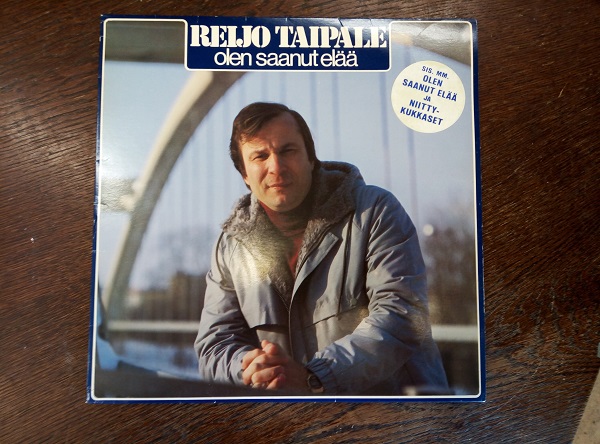 REIJO TAIPALE
olen saanut elää
SIS. MM.
OLEN
SAANUT ELÄÄ
JA
NIITTY-
KUKKASET